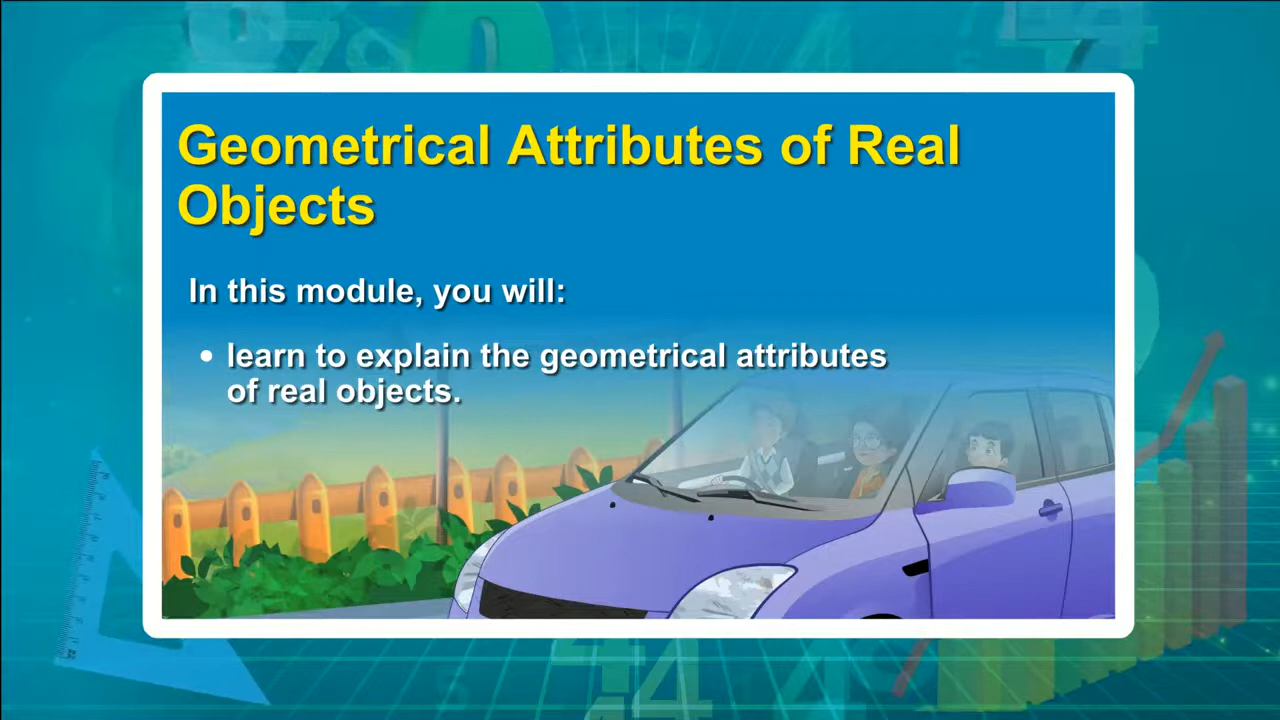 Geometrical Attributes of Real
Objects
In this module, you will:
• learn to explain the geometrical attributes
of real objects.